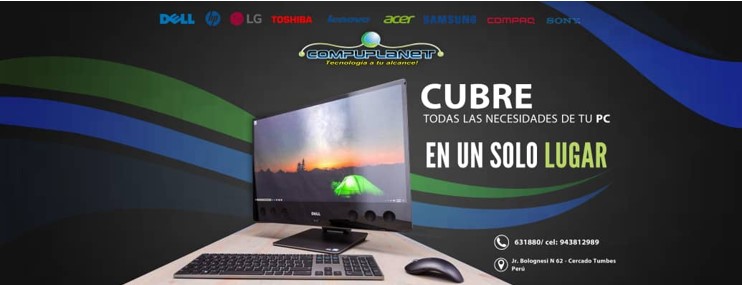 DELL hp LG TOSHIBA Lenovo acer SAMSUNG COMPAQ SONY
COMPUPLANET
Tecnología a tu alcance!
CUBRE
TODAS LAS NECESIDADES DE TU PC
EN UN SOLO LUGAR
DELL
631880/ cel: 943812989
Jr. Bolognesi N 62 - Cercado Tumbes
Perú